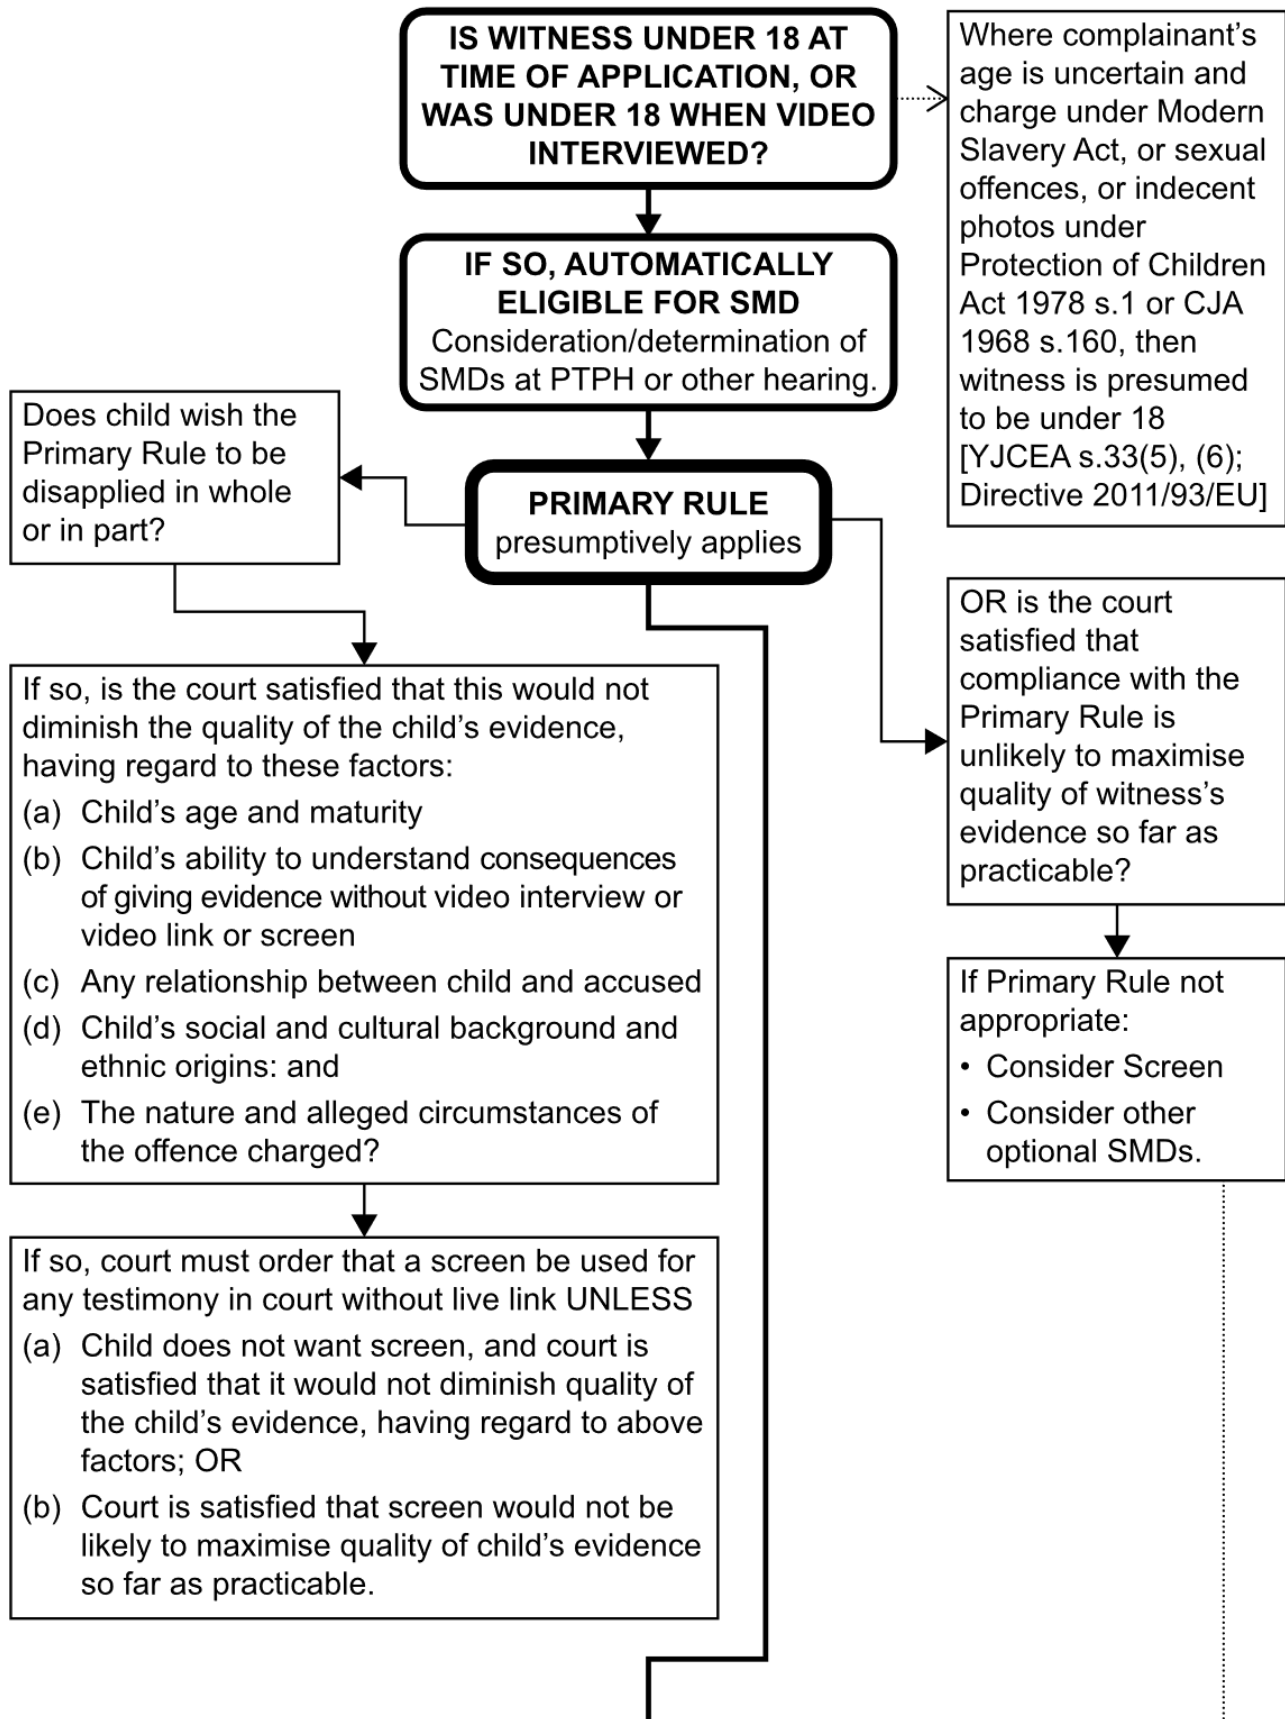 IS WITNESS UNDER 18 AT
TIME OF APPLICATION, OR
WAS UNDER 18 WHEN VIDEO
INTERVIEWED?
Where complainant’s
age is uncertain and
charge under Modern
Slavery Act, or sexual
offences, or indecent
photos under
Protection of Children
Act 1978 s.1 or CJA
1968 s.160, then
witness is presumed
to be under 18
[YJCEA s.33(5), (6);
Directive 2011/93/EU]
IF SO, AUTOMATICALLY
ELIGIBLE FOR SMD
Consideration/determination of
SMDs at PTPH or other hearing.
PRIMARY RULE
presumptively applies
Does child wish the
Primary Rule to be
disapplied in whole
or in part?
If so, is the court satisfied that this would not
diminish the quality of the child’s evidence,
having regard to these factors:
(a) Child’s age and maturity
(b) Child’s ability to understand consequences
of giving evidence without video interview or
video link or screen
(c) Any relationship between child and accused
(d) Child’s social and cultural background and
ethnic origins: and
(e) The nature and alleged circumstances of
the offence charged?
If so, court must order that a screen be used for
any testimony in court without live link UNLESS
(a) Child does not want screen, and court is
satisfied that it would not diminish quality of
the child’s evidence, having regard to above
factors; OR
(b) Court is satisfied that screen would not be
likely to maximise quality of child’s evidence
so far as practicable.
OR is the court
satisfied that
compliance with the
Primary Rule is
unlikely to maximise
quality of witness’s
evidence so far as
practicable?
If Primary Rule not
appropriate:
• Consider Screen
• Consider other
optional SMDs.